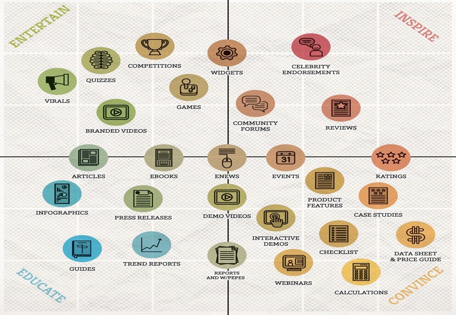 ENTERTAIN
INSPIRE
COMPETITIONS
WIDGETS
CELEBRITY
ENDORSEMENTS
QUIZZES
VIRALS
GAMES
COMMUNITY
FORUMS
REVIEWS
BRANDED VIDEOS
ARTICLES
EBOOKS
ENEWS
EVENTS
31
RATINGS
INFOGRAPHICS
PRESS RELEASES
DEMO VIDEOS
PRODUCT
FEATURES
CASE STUDIES
INTERACTIVE
DEMOS
GUIDES
TREND REPORTS
REPORTS
AND W/PEPES
CHECKLIST
DATA SHEET
& PRICE GUIDE
WEBINARS
CALCULATIONS
EDUCATE
CONVINCE